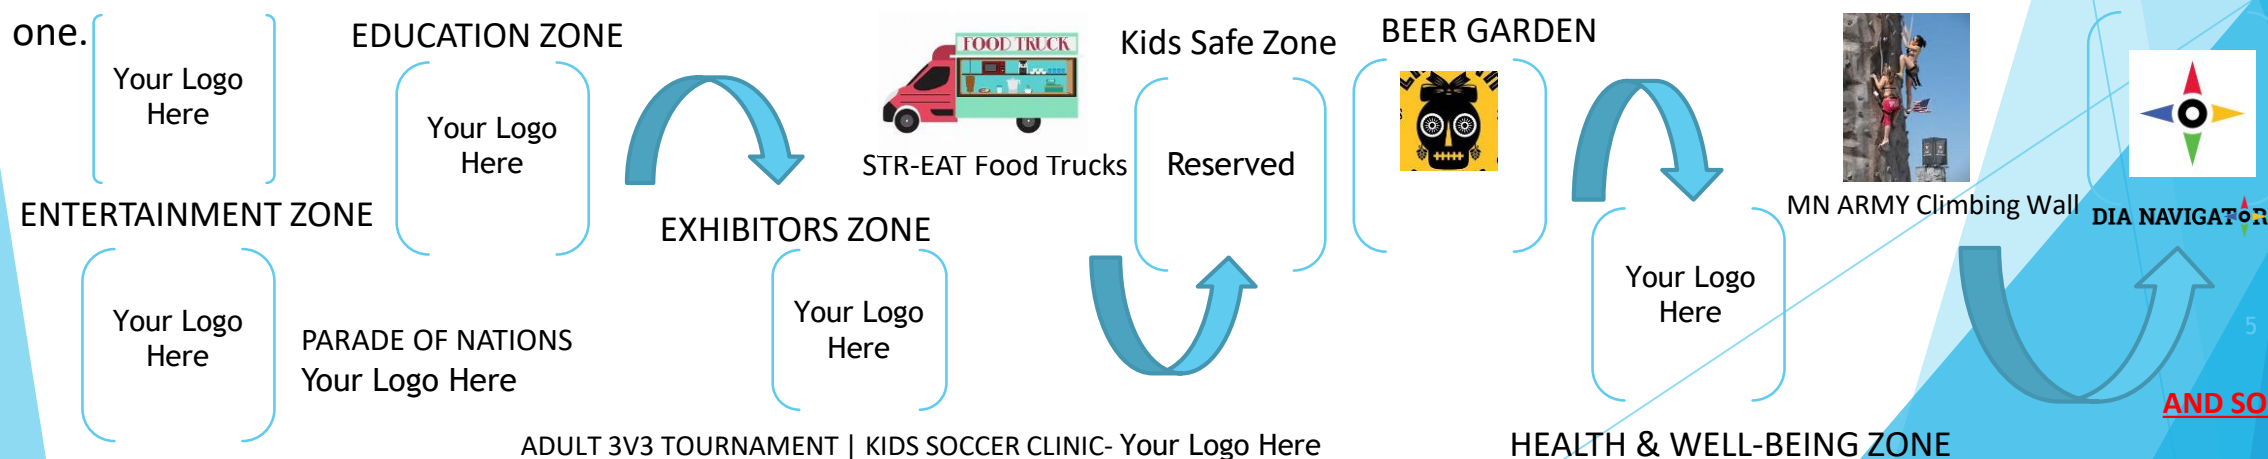 one.
Your Logo
Here
ENTERTAINMENT ZONE
Your Logo
Here
EDUCATION ZONE
Your Logo
Here
PARADE OF NATIONS
Your Logo Here
FOOD TRUCK
STR-EAT Food Trucks
EXHIBITORS ZONE
Your Logo
Here
Kids Safe Zone
Reserved
BEER GARDEN
ADULT 3V3 TOURNAMENT | KIDS SOCCER CLINIC- Your Logo Here
Your Logo
Here
HEALTH & WELL-BEING ZONE
MN ARMY Climbing Wall
DIA NAVIGATOR
5
AND SO